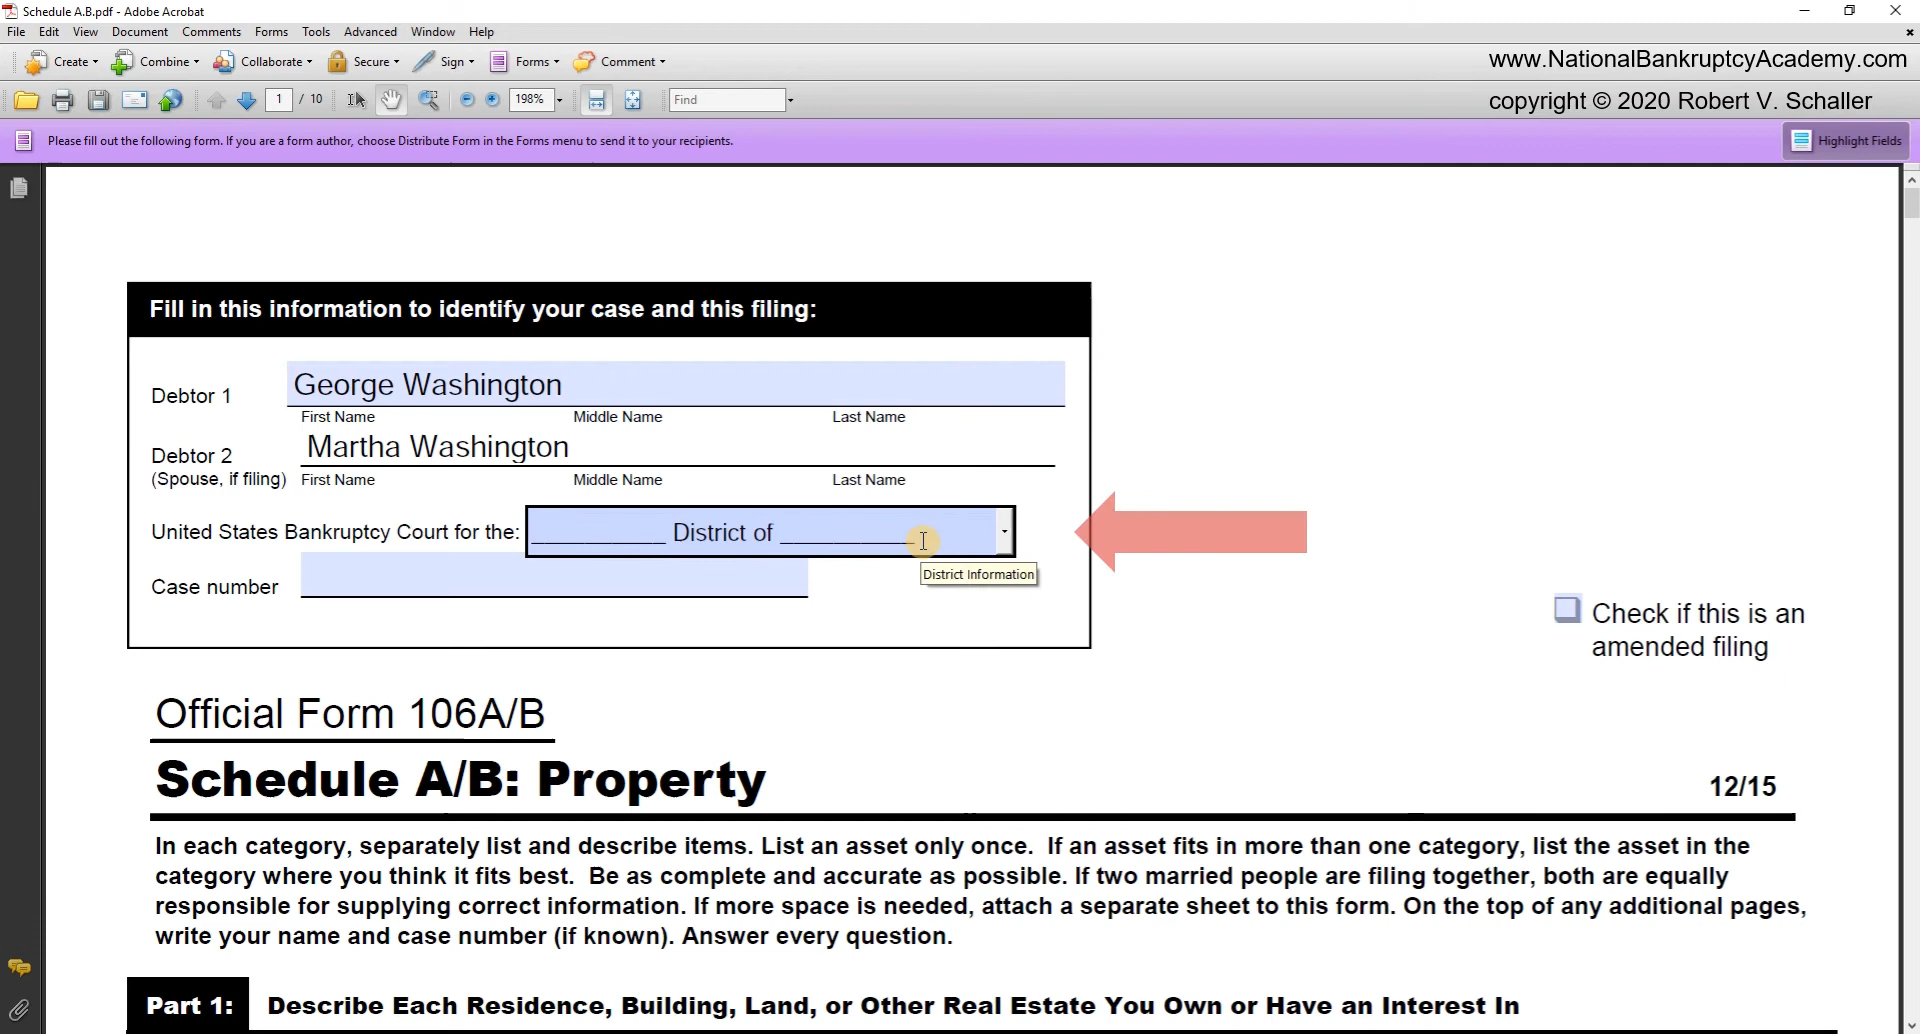 Schedule A.B.pdf - Adobe Acrobat
File Edit View Document Comments Forms Tools Advanced Window Help
Create Combine Collaborate Secure Sign Forms Comment
www.NationalBankruptcyAcademy.com
1 / 10 198% Find
copyright © 2020 Robert V. Schaller
Please fill out the following form. If you are a form author, choose Distribute Form in the Forms menu to send it to your recipients.
Highlight Fields
Fill in this information to identify your case and this filing:
Debtor 1 George Washington
First Name Middle Name Last Name
Debtor 2 Martha Washington
(Spouse, if filing) First Name Middle Name Last Name
United States Bankruptcy Court for the: __________ District of __________
District Information
Case number
Check if this is an
amended filing
Official Form 106A/B
Schedule A/B: Property
12/15
In each category, separately list and describe items. List an asset only once. If an asset fits in more than one category, list the asset in the
category where you think it fits best. Be as complete and accurate as possible. If two married people are filing together, both are equally
responsible for supplying correct information. If more space is needed, attach a separate sheet to this form. On the top of any additional pages,
write your name and case number (if known). Answer every question.
Part 1: Describe Each Residence, Building, Land, or Other Real Estate You Own or Have an Interest In